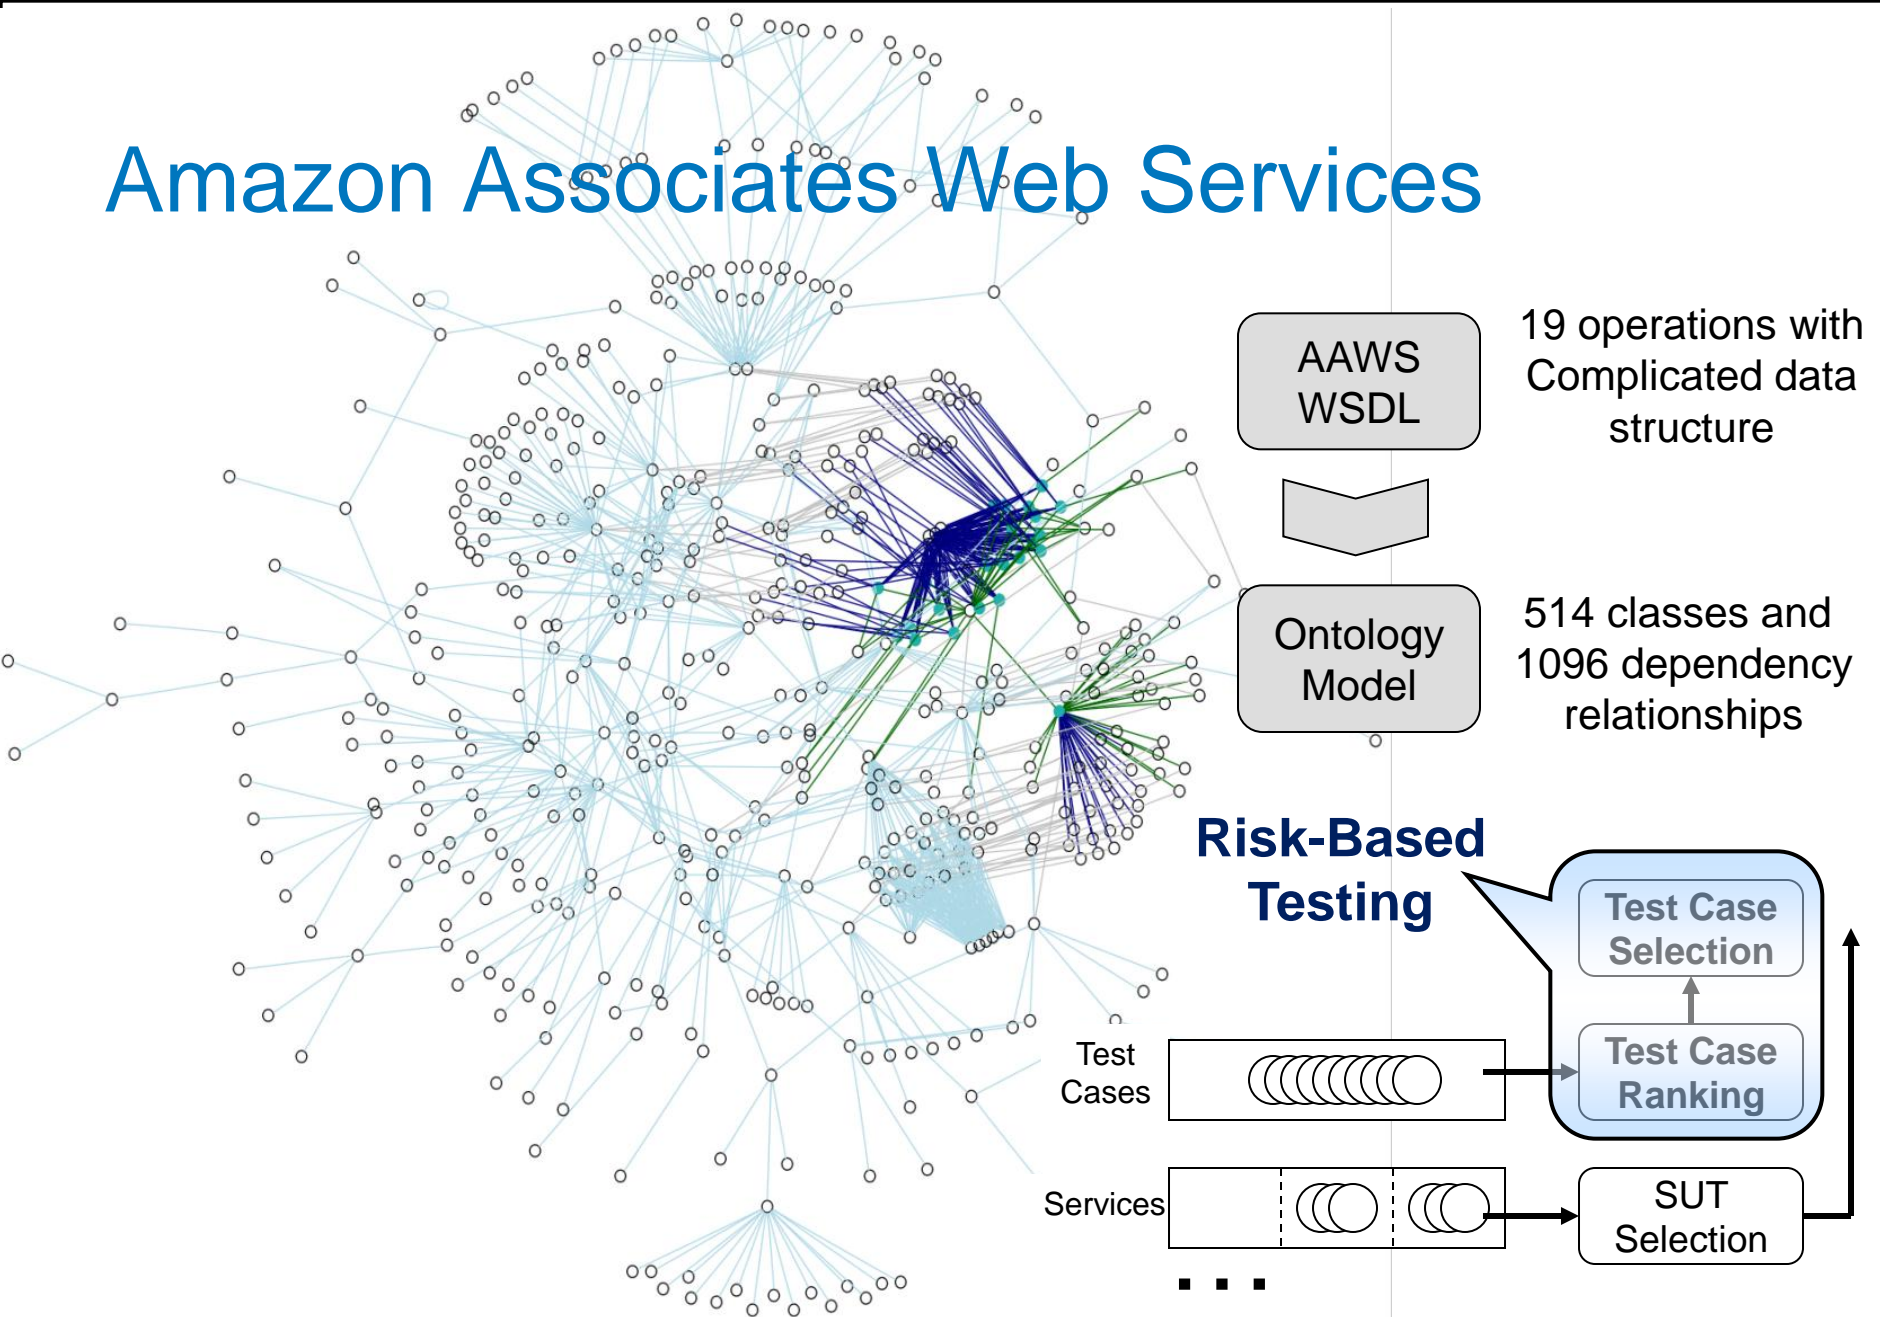 Amazon Associates Web Services
AAWS
WSDL
19 operations with
Complicated data
structure
Ontology
Model
514 classes and
1096 dependency
relationships
Risk-Based
Testing
Test Case
Selection
Test Case
Ranking
Test
Cases
Services
SUT
Selection
...